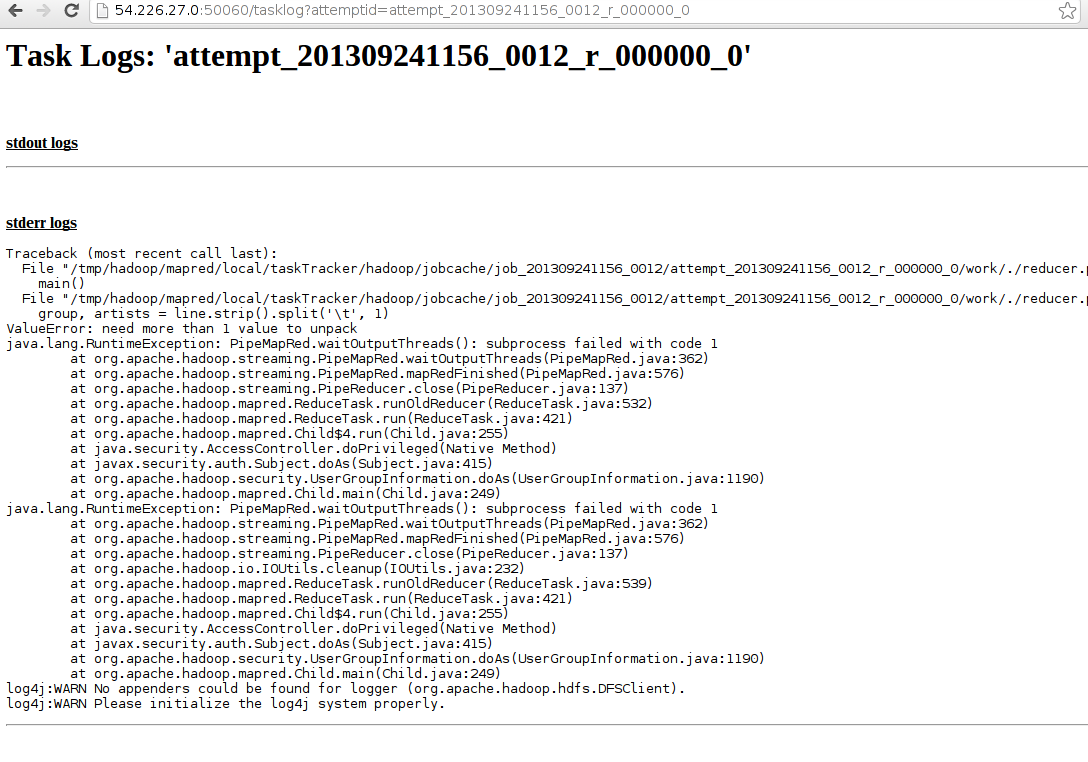 54.226.27.0:50060/tasklog?attemptid=attempt_201309241156_0012_r_000000_0
Task Logs: 'attempt_201309241156_0012_r_000000_0'
stdout logs
stderr logs
Traceback (most recent call last):
  File "/tmp/hadoop/mapred/local/taskTracker/hadoop/jobcache/job_201309241156_0012/attempt_201309241156_0012_r_000000_0/work/./reducer.p
    main()
  File "/tmp/hadoop/mapred/local/taskTracker/hadoop/jobcache/job_201309241156_0012/attempt_201309241156_0012_r_000000_0/work/./reducer.p
    group, artists = line.strip().split('\t', 1)
ValueError: need more than 1 value to unpack
java.lang.RuntimeException: PipeMapRed.waitOutputThreads(): subprocess failed with code 1
        at org.apache.hadoop.streaming.PipeMapRed.waitOutputThreads(PipeMapRed.java:362)
        at org.apache.hadoop.streaming.PipeMapRed.mapRedFinished(PipeMapRed.java:576)
        at org.apache.hadoop.streaming.PipeReducer.close(PipeReducer.java:137)
        at org.apache.hadoop.mapred.ReduceTask.runOldReducer(ReduceTask.java:532)
        at org.apache.hadoop.mapred.ReduceTask.run(ReduceTask.java:421)
        at org.apache.hadoop.mapred.Child$4.run(Child.java:255)
        at java.security.AccessController.doPrivileged(Native Method)
        at javax.security.auth.Subject.doAs(Subject.java:415)
        at org.apache.hadoop.security.UserGroupInformation.doAs(UserGroupInformation.java:1190)
        at org.apache.hadoop.mapred.Child.main(Child.java:249)
java.lang.RuntimeException: PipeMapRed.waitOutputThreads(): subprocess failed with code 1
        at org.apache.hadoop.streaming.PipeMapRed.waitOutputThreads(PipeMapRed.java:362)
        at org.apache.hadoop.streaming.PipeMapRed.mapRedFinished(PipeMapRed.java:576)
        at org.apache.hadoop.streaming.PipeReducer.close(PipeReducer.java:137)
        at org.apache.hadoop.io.IOUtils.cleanup(IOUtils.java:232)
        at org.apache.hadoop.mapred.ReduceTask.runOldReducer(ReduceTask.java:539)
        at org.apache.hadoop.mapred.ReduceTask.run(ReduceTask.java:421)
        at org.apache.hadoop.mapred.Child$4.run(Child.java:255)
        at java.security.AccessController.doPrivileged(Native Method)
        at javax.security.auth.Subject.doAs(Subject.java:415)
        at org.apache.hadoop.security.UserGroupInformation.doAs(UserGroupInformation.java:1190)
        at org.apache.hadoop.mapred.Child.main(Child.java:249)
log4j:WARN No appenders could be found for logger (org.apache.hadoop.hdfs.DFSClient).
log4j:WARN Please initialize the log4j system properly.